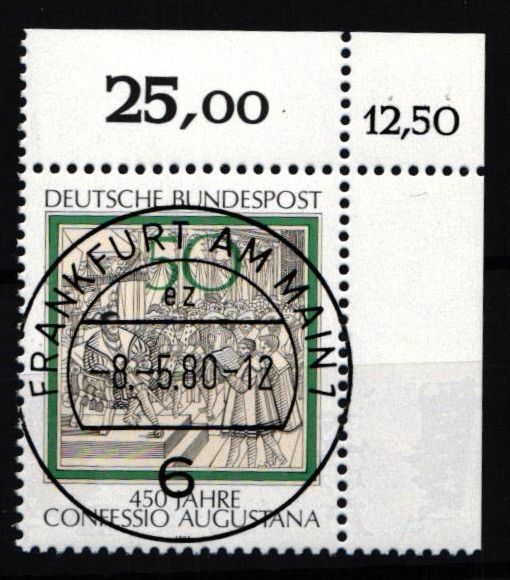 25,00
12,50
DEUTSCHE BUNDESPOST
50
FRANKFURT AM MAIN 1
ez
-8.-5.80-12
6
450 JAHRE
CONFESSIO AUGUSTANA